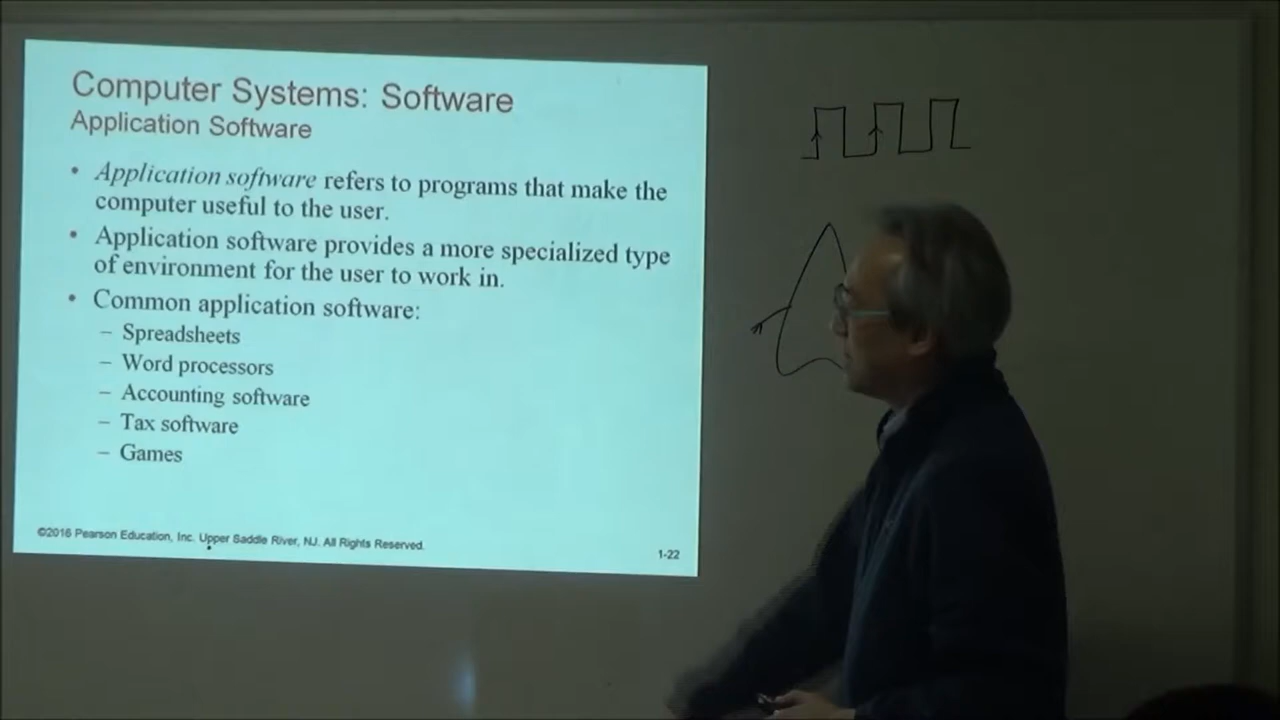 Computer Systems: Software
Application Software
• Application software refers to programs that make the
computer useful to the user.
• Application software provides a more specialized type
of environment for the user to work in.
• Common application software:
– Spreadsheets
– Word processors
– Accounting software
– Tax software
– Games
©2016 Pearson Education, Inc. Upper Saddle River, NJ. All Rights Reserved.
1-22